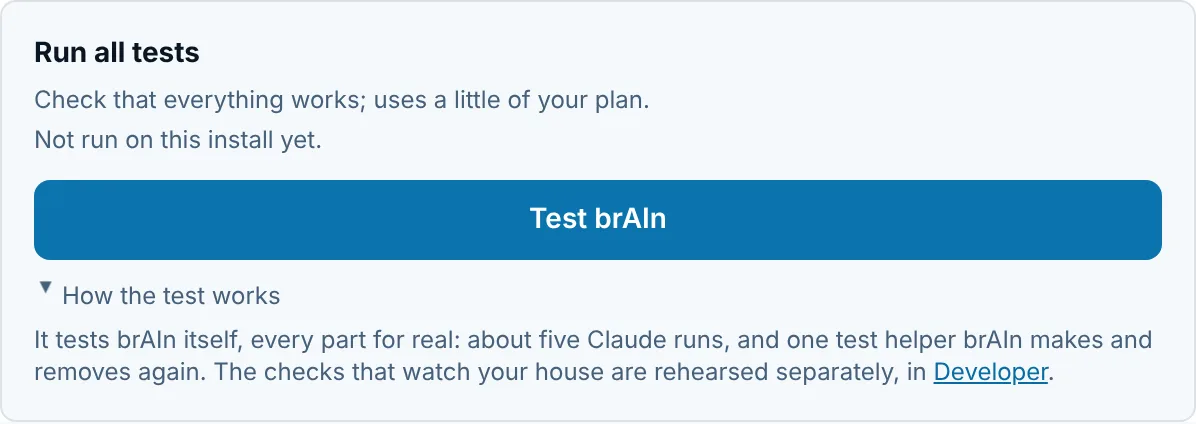 Run all tests
Check that everything works; uses a little of your plan.
Not run on this install yet.
Test brAIn
How the test works
It tests brAIn itself, every part for real: about five Claude runs, and one test helper brAIn makes and
removes again. The checks that watch your house are rehearsed separately, in Developer.